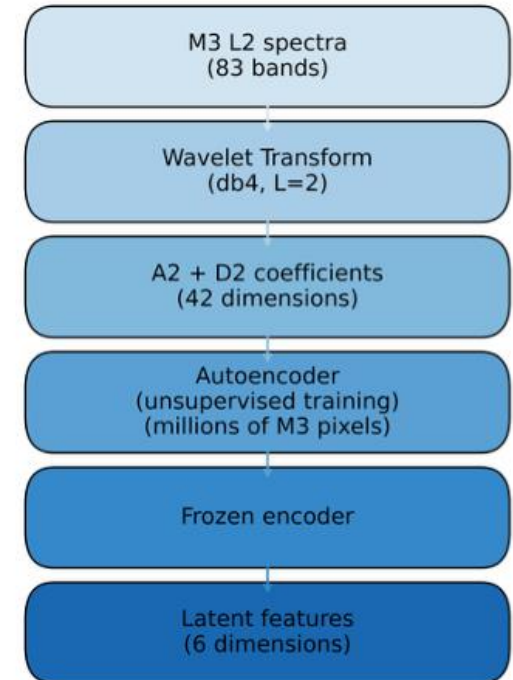 M3 L2 spectra
(83 bands)
Wavelet Transform
(db4, L=2)
A2 + D2 coefficients
(42 dimensions)
Autoencoder
(unsupervised training)
(millions of M3 pixels)
Frozen encoder
Latent features
(6 dimensions)